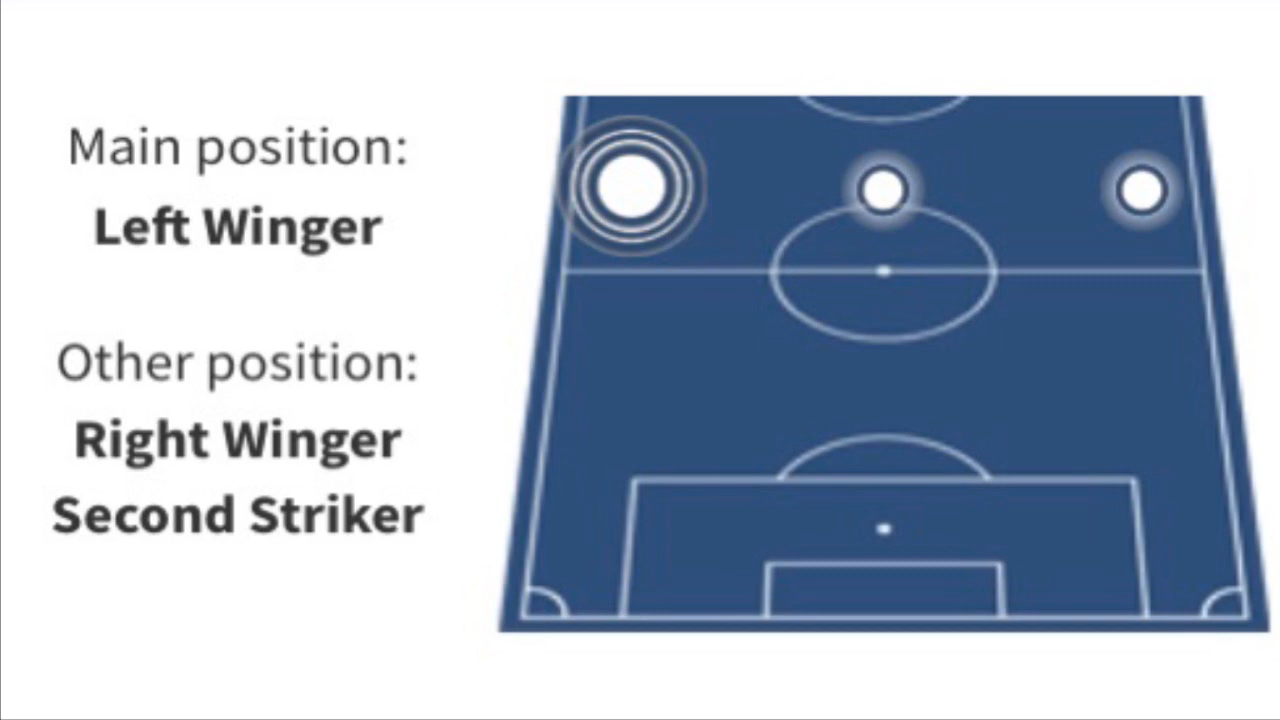 Main position:
Left Winger
Other position:
Right Winger
Second Striker